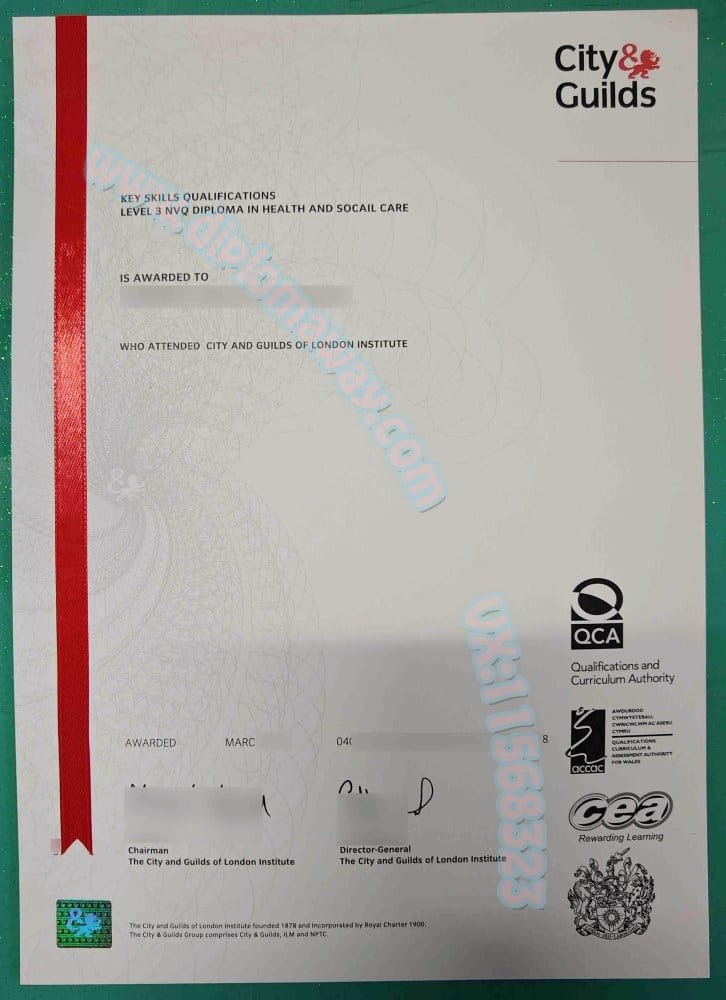 City&
Guilds
KEY SKILLS QUALIFICATIONS
LEVEL 3 NVQ DIPLOMA IN HEALTH AND SOCAIL CARE
IS AWARDED TO
WHO ATTENDED CITY AND GUILDS OF LONDON INSTITUTE
www.diplomaway.com
vx:115683323
QCA
Qualifications and
Curriculum Authority
AWDURDOD
CYMWYSTERAU,
CWRICWLWM AC ASESU
CYMRU
QUALIFICATIONS
CURRICULUM &
ASSESSMENT AUTHORITY
FOR WALES
accac
AWARDED MARC 04 8
cea
Rewarding Learning
Chairman
The City and Guilds of London Institute
Director-General
The City and Guilds of London Institute
The City and Guilds of London Institute founded 1878 and Incorporated by Royal Charter 1900.
The City & Guilds Group comprises City & Guilds, ILM and NPTC.